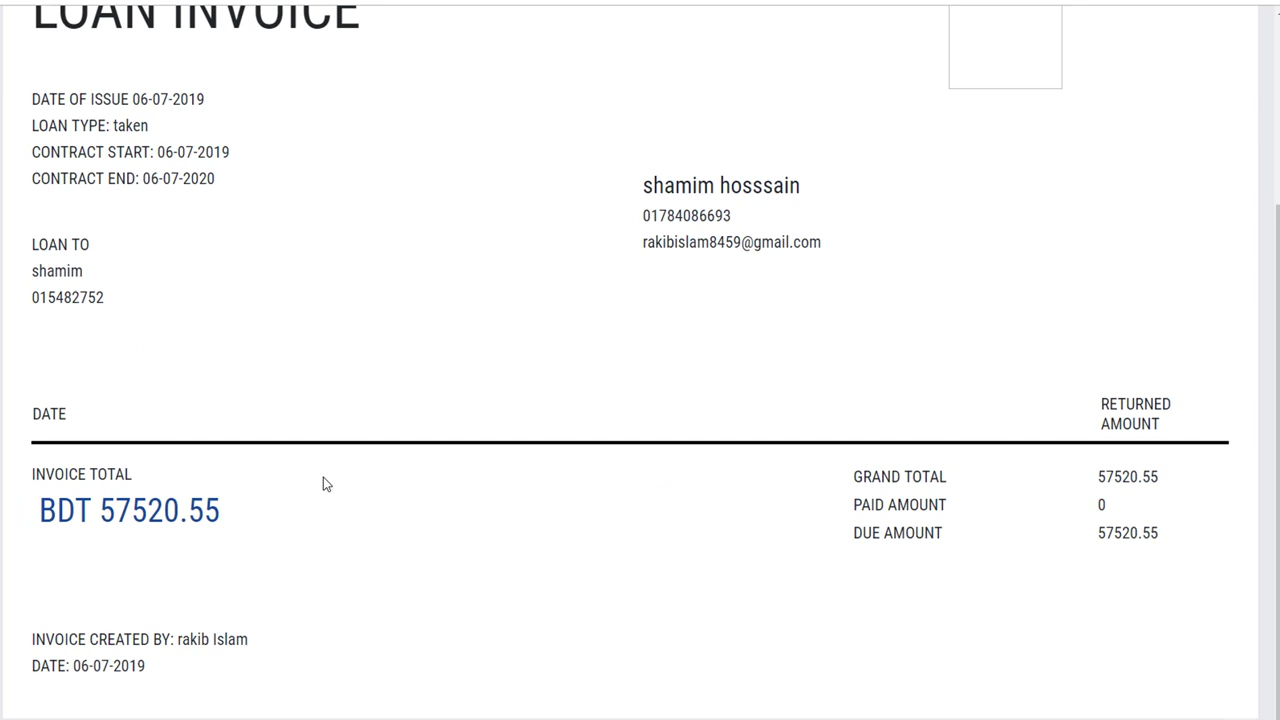 LOAN INVOICE
DATE OF ISSUE 06-07-2019
LOAN TYPE: taken
CONTRACT START: 06-07-2019
CONTRACT END: 06-07-2020
shamim hosssain
01784086693
rakibislam8459@gmail.com
LOAN TO
shamim
015482752
DATE
RETURNED
AMOUNT
INVOICE TOTAL
BDT 57520.55
GRAND TOTAL 57520.55
PAID AMOUNT 0
DUE AMOUNT 57520.55
INVOICE CREATED BY: rakib Islam
DATE: 06-07-2019